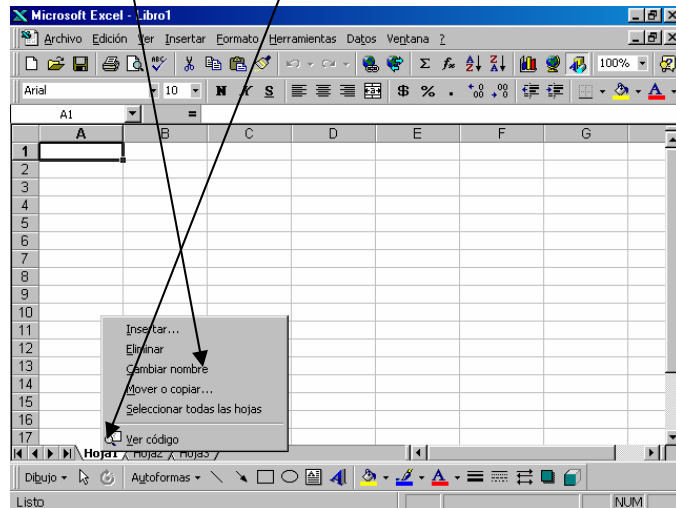 Microsoft Excel - Libro1
Archivo Edición Ver Insertar Formato Herramientas Datos Ventana ?
100%
Arial 10 N K S $ %
A1 =
A B C D E F G
1
2
3
4
5
6
7
8
9
10
11 Insertar...
12 Eliminar
13 Cambiar nombre
14 Mover o copiar...
15 Seleccionar todas las hojas
16
17 Ver código
Hoja1 Hoja2 Hoja3
Dibujo Autoformas
Listo NUM